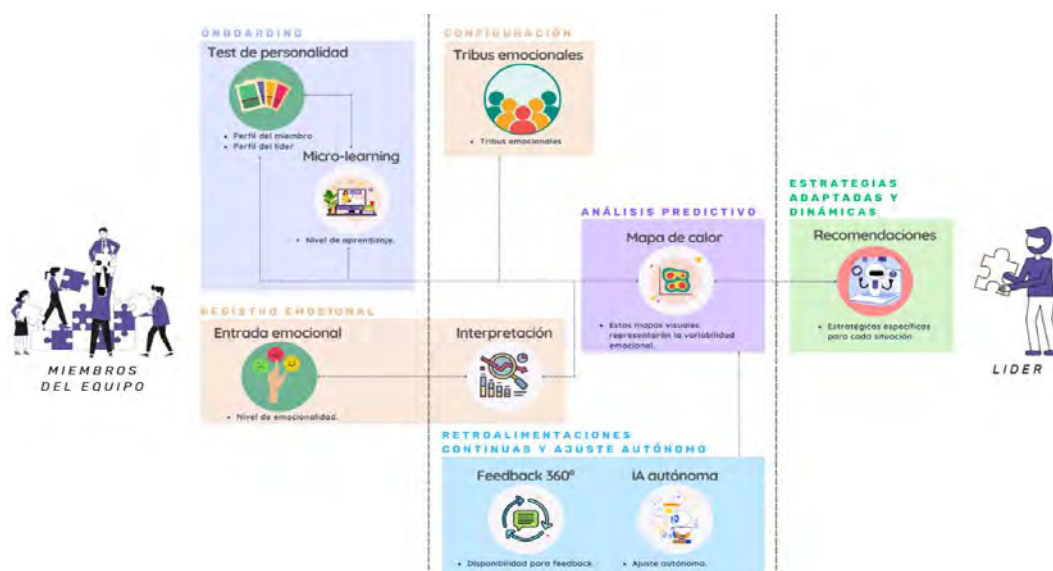 ONBOARDING
Test de personalidad
• Perfil del miembro
• Perfil del líder
Micro-learning
• Nivel de aprendizaje.
CONFIGURACIÓN
Tribus emocionales
• Tribus emocionales
REGISTRO EMOCIONAL
Entrada emocional
• Nivel de emocionalidad.
Interpretación
ANÁLISIS PREDICTIVO
Mapa de calor
• Estos mapas visuales
representarán la variabilidad
emocional.
ESTRATEGIAS
ADAPTADAS Y
DINÁMICAS
Recomendaciones
• Estratégicas específicas
para cada situación.
MIEMBROS
DEL EQUIPO
LIDER
RETROALIMENTACIONES
CONTINUAS Y AJUSTE AUTÓNOMO
Feedback 360º
• Disponibilidad para feedback.
IA autónoma
• Ajuste autónomo.